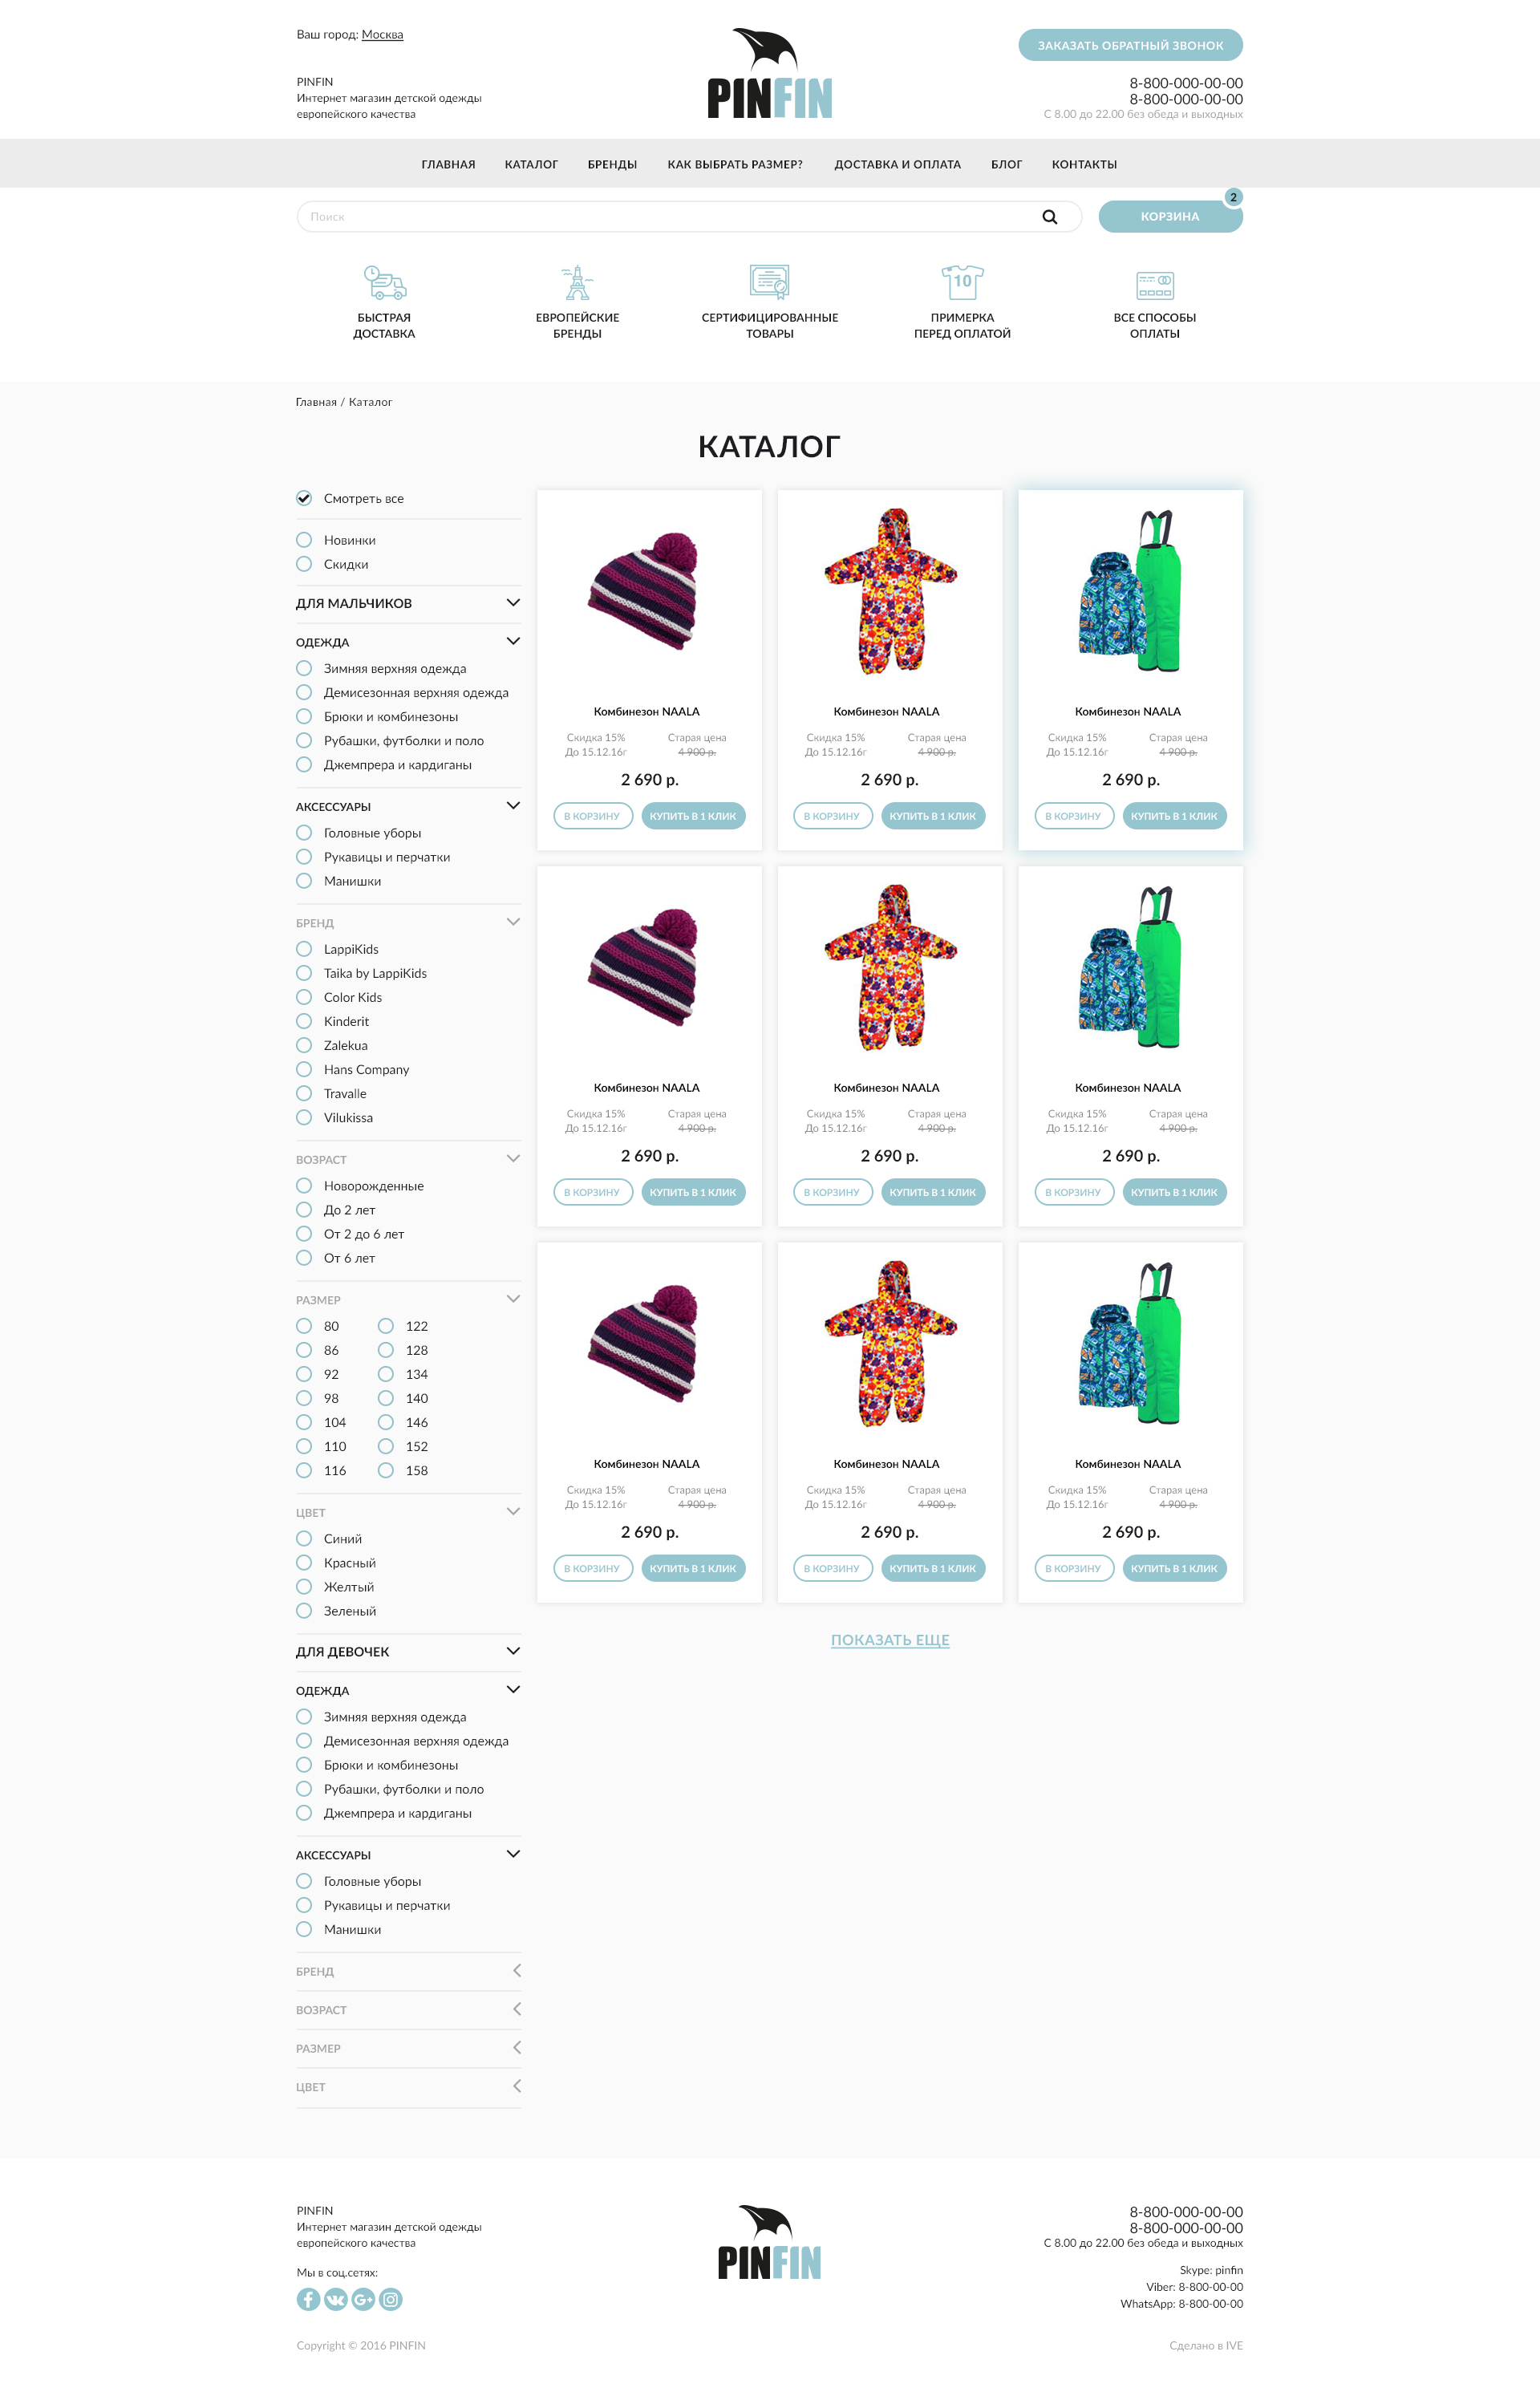 Ваш город: Москва
PINFIN
Интернет магазин детской одежды
европейского качества
PINFIN
ЗАКАЗАТЬ ОБРАТНЫЙ ЗВОНОК
8-800-000-00-00
8-800-000-00-00
С 8.00 до 22.00 без обеда и выходных
ГЛАВНАЯ КАТАЛОГ БРЕНДЫ КАК ВЫБРАТЬ РАЗМЕР? ДОСТАВКА И ОПЛАТА БЛОГ КОНТАКТЫ
Поиск
КОРЗИНА
2
БЫСТРАЯ
ДОСТАВКА
ЕВРОПЕЙСКИЕ
БРЕНДЫ
СЕРТИФИЦИРОВАННЫЕ
ТОВАРЫ
10
ПРИМЕРКА
ПЕРЕД ОПЛАТОЙ
ВСЕ СПОСОБЫ
ОПЛАТЫ
Главная / Каталог
КАТАЛОГ
Смотреть все
Новинки
Скидки
ДЛЯ МАЛЬЧИКОВ
ОДЕЖДА
Зимняя верхняя одежда
Демисезонная верхняя одежда
Брюки и комбинезоны
Рубашки, футболки и поло
Джемпрера и кардиганы
АКСЕССУАРЫ
Головные уборы
Рукавицы и перчатки
Манишки
БРЕНД
LappiKids
Taika by LappiKids
Color Kids
Kinderit
Zalekua
Hans Company
Travalle
Vilukissa
ВОЗРАСТ
Новорожденные
До 2 лет
От 2 до 6 лет
От 6 лет
РАЗМЕР
80 122
86 128
92 134
98 140
104 146
110 152
116 158
ЦВЕТ
Синий
Красный
Желтый
Зеленый
ДЛЯ ДЕВОЧЕК
ОДЕЖДА
Зимняя верхняя одежда
Демисезонная верхняя одежда
Брюки и комбинезоны
Рубашки, футболки и поло
Джемпрера и кардиганы
АКСЕССУАРЫ
Головные уборы
Рукавицы и перчатки
Манишки
БРЕНД
ВОЗРАСТ
РАЗМЕР
ЦВЕТ
Комбинезон NAALA Комбинезон NAALA Комбинезон NAALA
Скидка 15% Старая цена Скидка 15% Старая цена Скидка 15% Старая цена
До 15.12.16г 4 900 р. До 15.12.16г 4 900 р. До 15.12.16г 4 900 р.
2 690 р. 2 690 р. 2 690 р.
В КОРЗИНУ КУПИТЬ В 1 КЛИК В КОРЗИНУ КУПИТЬ В 1 КЛИК В КОРЗИНУ КУПИТЬ В 1 КЛИК
Комбинезон NAALA Комбинезон NAALA Комбинезон NAALA
Скидка 15% Старая цена Скидка 15% Старая цена Скидка 15% Старая цена
До 15.12.16г 4 900 р. До 15.12.16г 4 900 р. До 15.12.16г 4 900 р.
2 690 р. 2 690 р. 2 690 р.
В КОРЗИНУ КУПИТЬ В 1 КЛИК В КОРЗИНУ КУПИТЬ В 1 КЛИК В КОРЗИНУ КУПИТЬ В 1 КЛИК
Комбинезон NAALA Комбинезон NAALA Комбинезон NAALA
Скидка 15% Старая цена Скидка 15% Старая цена Скидка 15% Старая цена
До 15.12.16г 4 900 р. До 15.12.16г 4 900 р. До 15.12.16г 4 900 р.
2 690 р. 2 690 р. 2 690 р.
В КОРЗИНУ КУПИТЬ В 1 КЛИК В КОРЗИНУ КУПИТЬ В 1 КЛИК В КОРЗИНУ КУПИТЬ В 1 КЛИК
ПОКАЗАТЬ ЕЩЕ
PINFIN
Интернет магазин детской одежды
европейского качества
Мы в соц.сетях:
Copyright © 2016 PINFIN
PINFIN
8-800-000-00-00
8-800-000-00-00
С 8.00 до 22.00 без обеда и выходных
Skype: pinfin
Viber: 8-800-00-00
WhatsApp: 8-800-00-00
Сделано в IVE